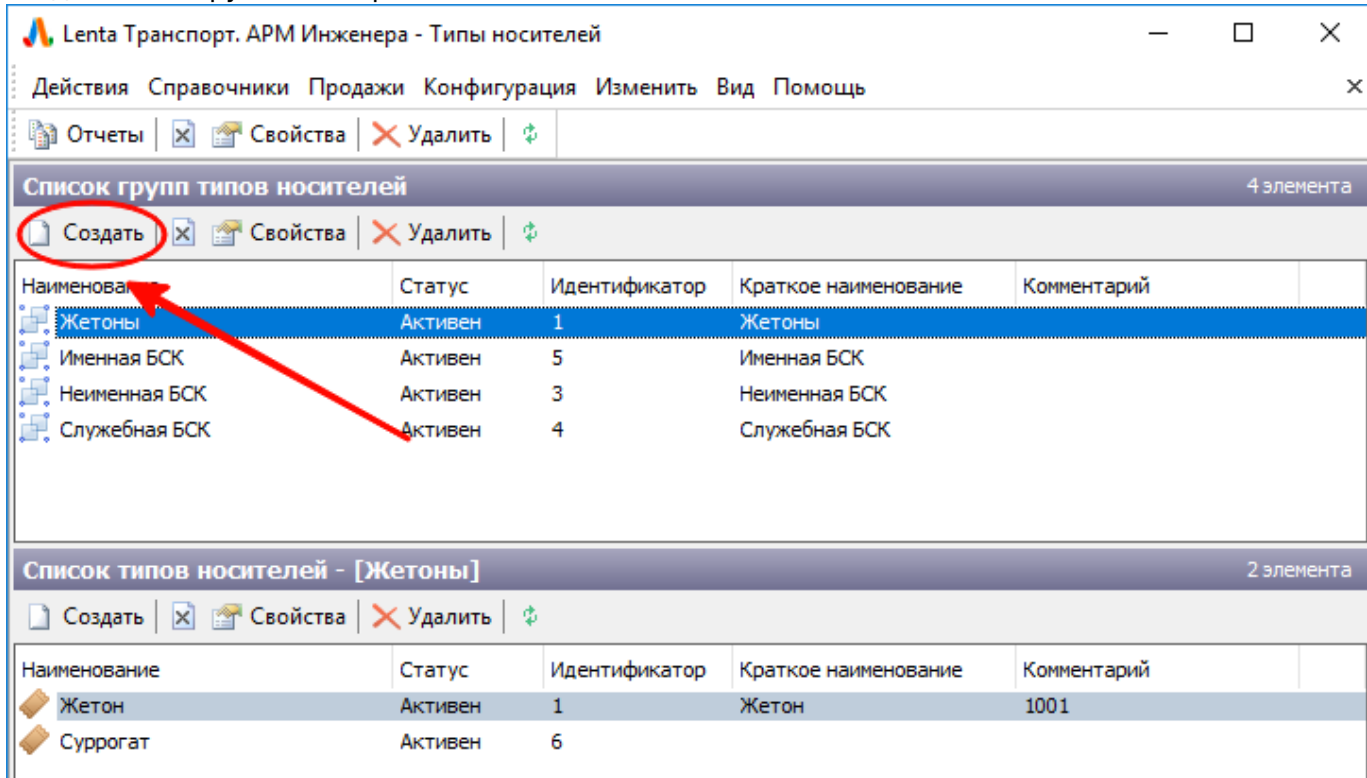 Lenta Транспорт. АРМ Инженера - Типы носителей
Действия Справочники Продажи Конфигурация Изменить Вид Помощь
Отчеты Свойства Удалить
Список групп типов носителей 4 элемента
Создать Свойства Удалить
Наименование Статус Идентификатор Краткое наименование Комментарий
Жетоны Активен 1 Жетоны
Именная БСК Активен 5 Именная БСК
Неименная БСК Активен 3 Неименная БСК
Служебная БСК Активен 4 Служебная БСК
Список типов носителей - [Жетоны] 2 элемента
Создать Свойства Удалить
Наименование Статус Идентификатор Краткое наименование Комментарий
Жетон Активен 1 Жетон 1001
Суррогат Активен 6